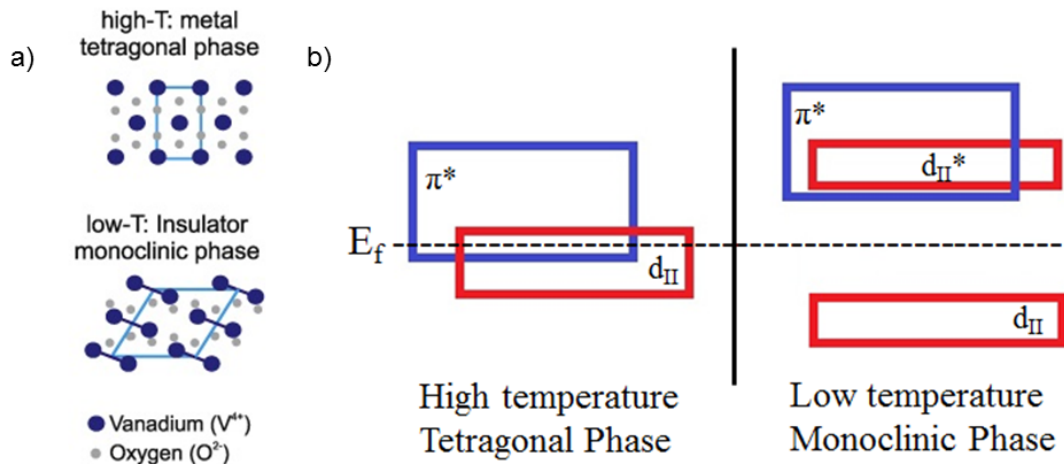 a)
high-T: metal
tetragonal phase
low-T: Insulator
monoclinic phase
Vanadium (V⁴⁺)
Oxygen (O²⁻)
b)
π*
E_f
d_II
High temperature
Tetragonal Phase
π*
d_II*
d_II
Low temperature
Monoclinic Phase